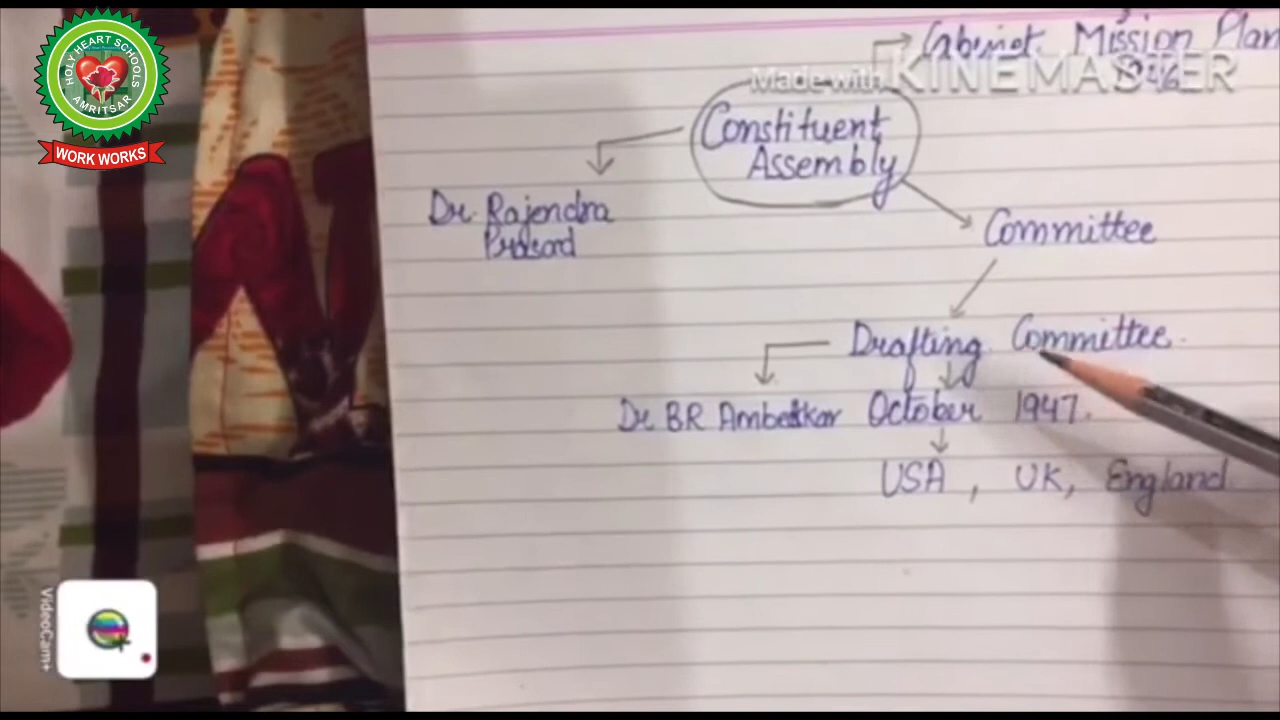 HOLY HEART SCHOOLS
AMRITSAR
WORK WORKS
Cabinet Mission Plan
1946
Made with KINEMASTER
Constituent
Assembly
Dr. Rajendra
Prasad
Committee
Drafting Committee.
Dr BR Ambedkar October 1947.
USA, UK, England
VideoCam+